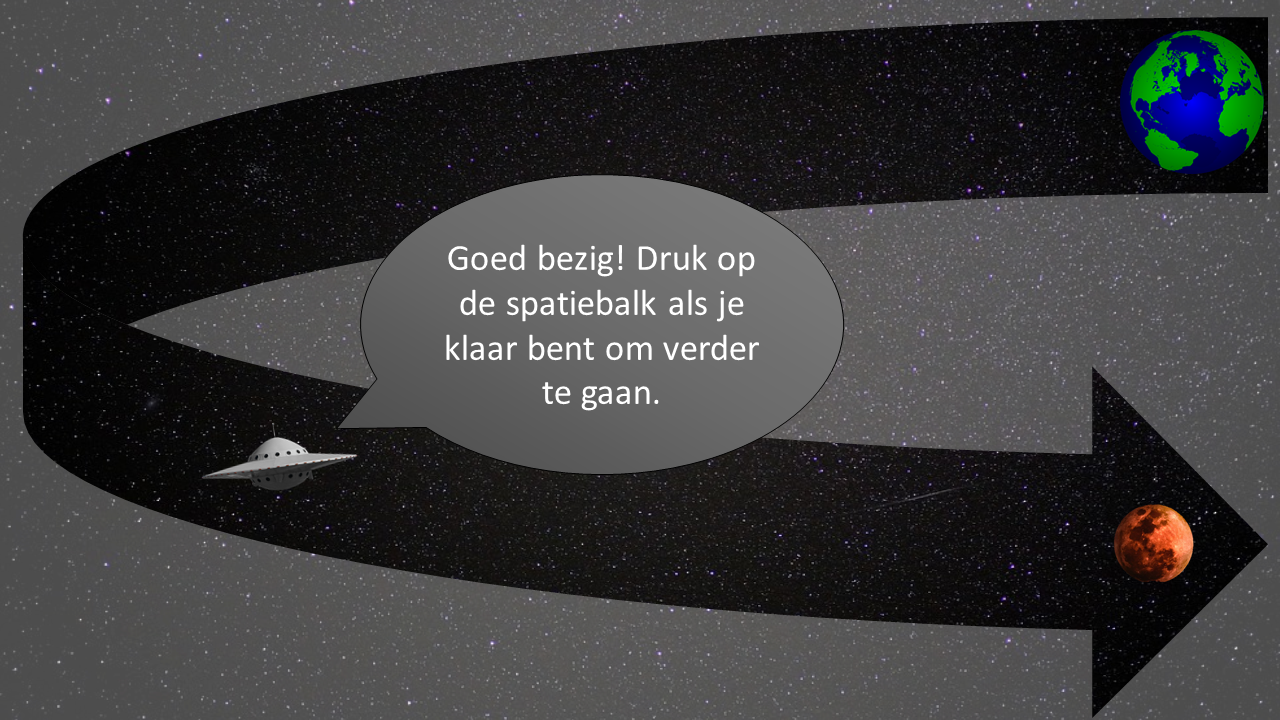 Goed bezig! Druk op
de spatiebalk als je
klaar bent om verder
te gaan.